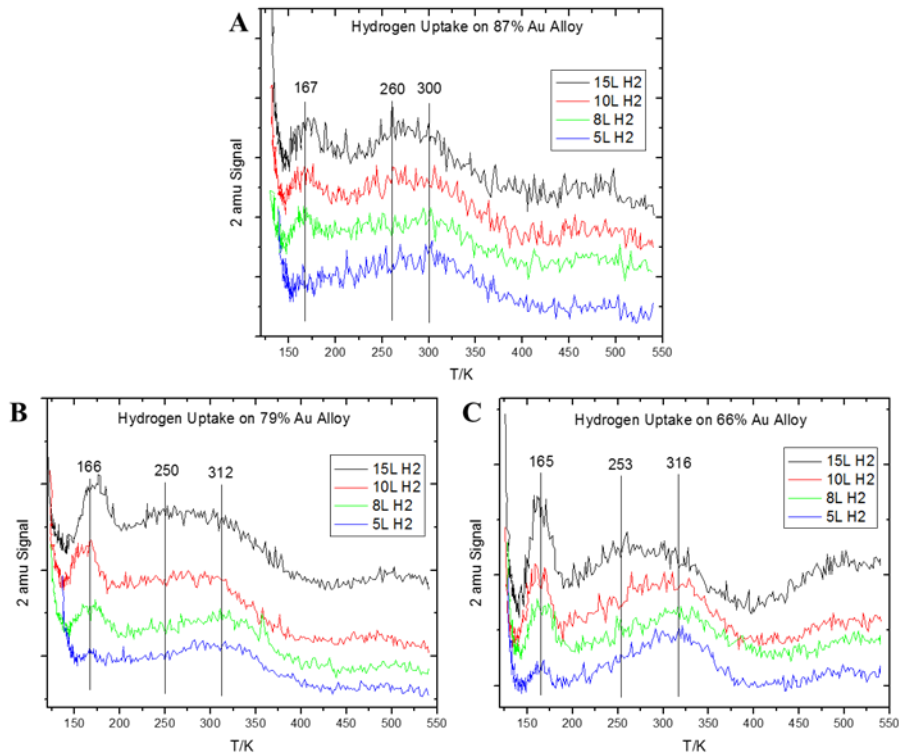 A
Hydrogen Uptake on 87% Au Alloy
167
260
300
15L H2
10L H2
8L H2
5L H2
2 amu Signal
150 200 250 300 350 400 450 500 550
T/K
B
Hydrogen Uptake on 79% Au Alloy
166
250
312
15L H2
10L H2
8L H2
5L H2
2 amu Signal
150 200 250 300 350 400 450 500 550
T/K
C
Hydrogen Uptake on 66% Au Alloy
165
253
316
15L H2
10L H2
8L H2
5L H2
2 amu Signal
150 200 250 300 350 400 450 500 550
T/K